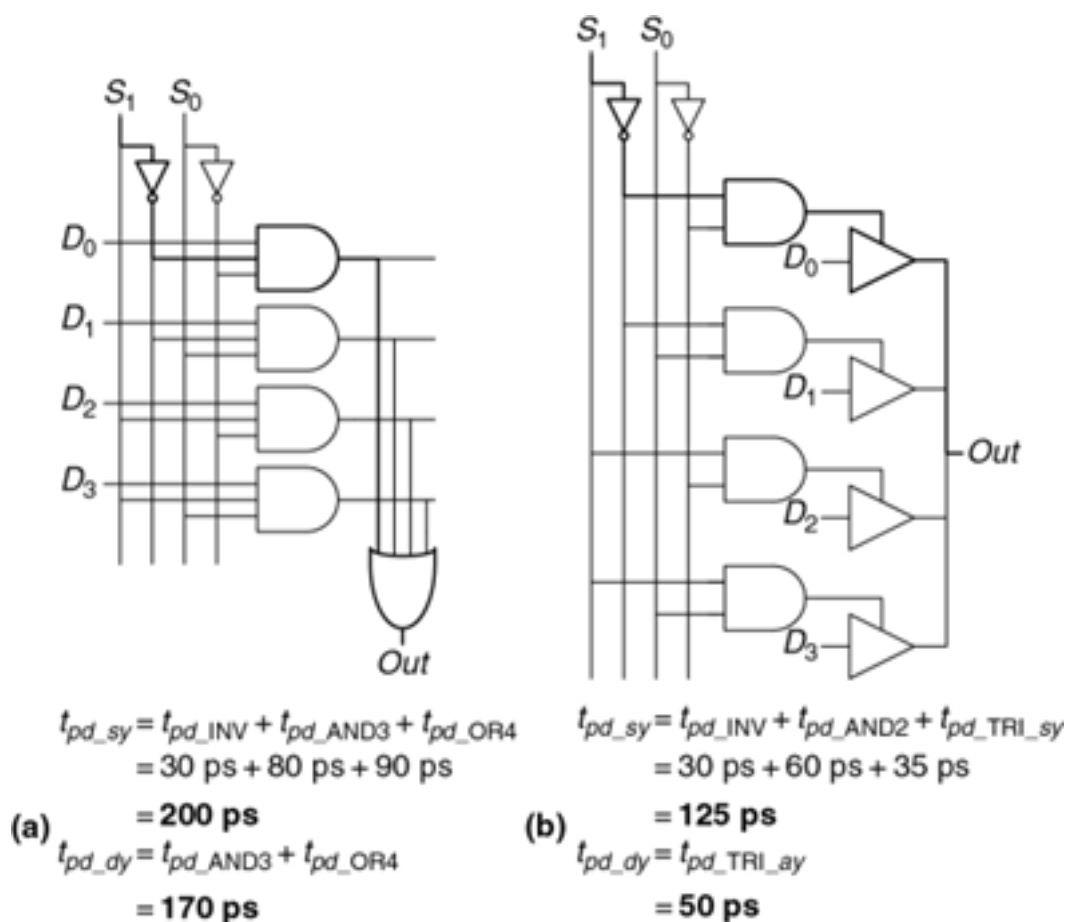 S1 S0
D0
D1
D2
D3
Out
tpd_sy = tpd_INV + tpd_AND3 + tpd_OR4
= 30 ps + 80 ps + 90 ps
= 200 ps
(a)
tpd_dy = tpd_AND3 + tpd_OR4
= 170 ps
S1 S0
D0
D1
Out
D2
D3
tpd_sy = tpd_INV + tpd_AND2 + tpd_TRI_sy
= 30 ps + 60 ps + 35 ps
= 125 ps
(b)
tpd_dy = tpd_TRI_ay
= 50 ps